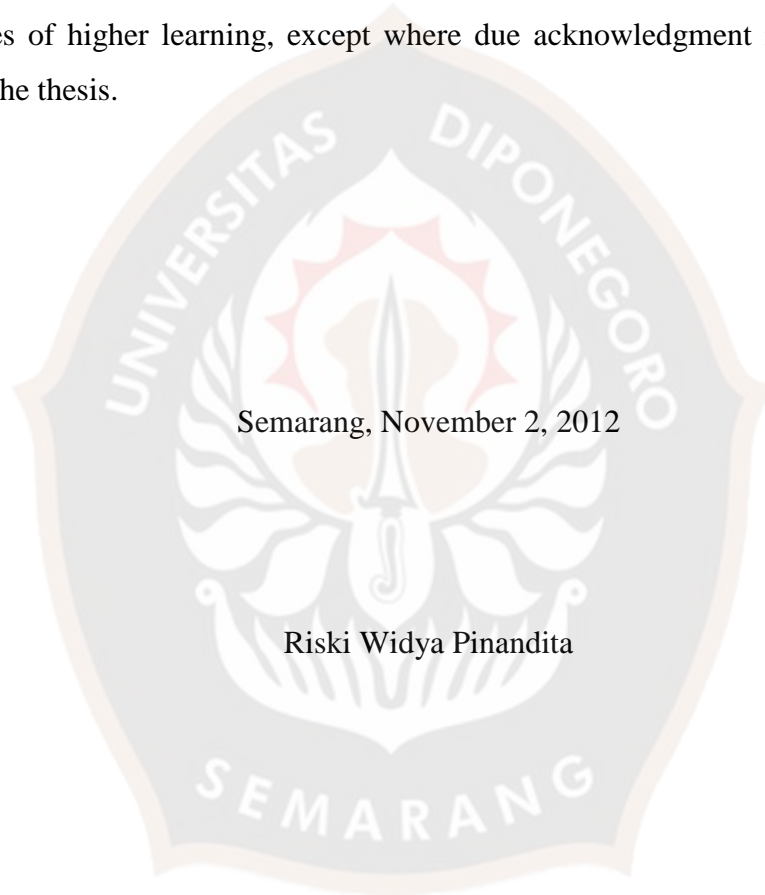 es of higher learning, except where due acknowledgment
he thesis.
UNIVERSITAS DIPONEGORO
Semarang, November 2, 2012
Riski Widya Pinandita
SEMARANG